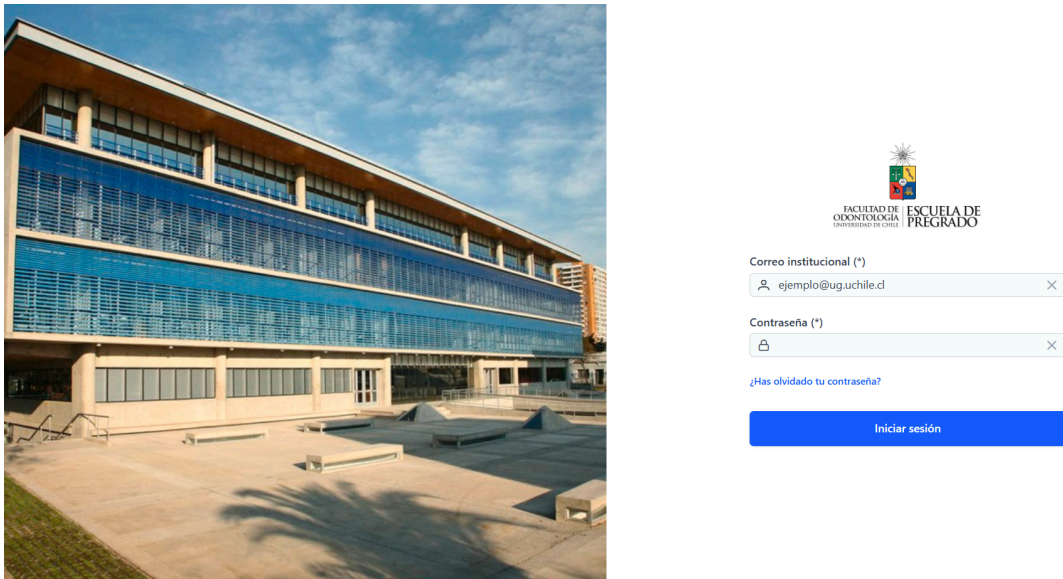 FACULTAD DE
ODONTOLOGÍA
UNIVERSIDAD DE CHILE
ESCUELA DE
PREGRADO
Correo institucional (*)
ejemplo@ug.uchile.cl
Contraseña (*)
¿Has olvidado tu contraseña?
Iniciar sesión